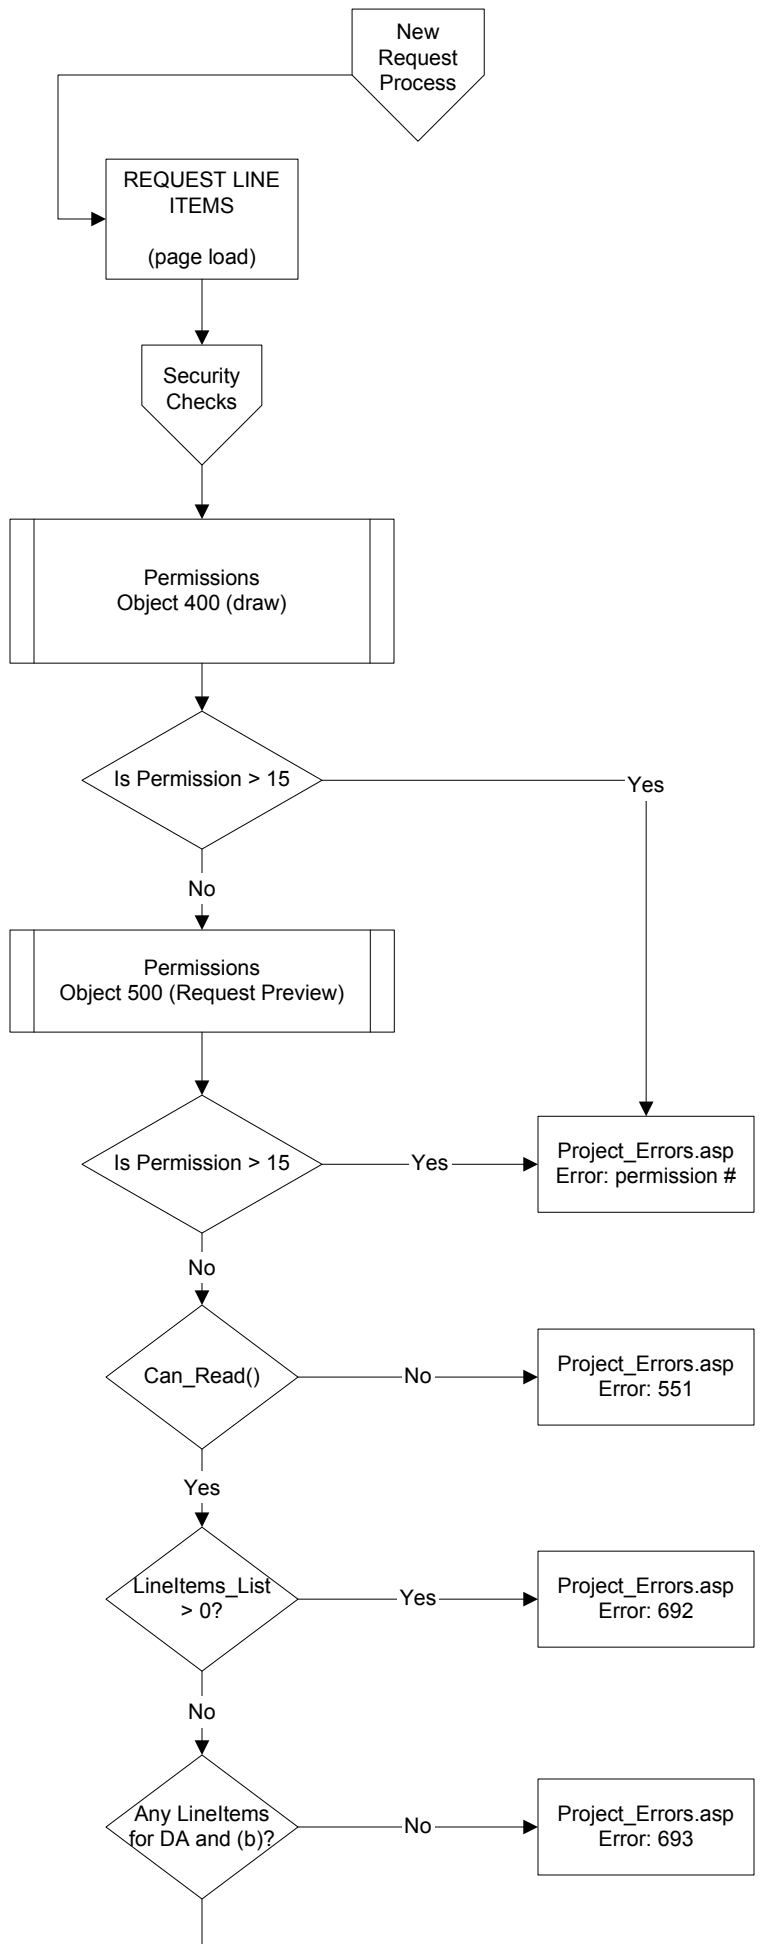 New
Request
Process
REQUEST LINE
ITEMS
(page load)
Security
Checks
Permissions
Object 400 (draw)
Is Permission > 15
Yes
No
Permissions
Object 500 (Request Preview)
Is Permission > 15
Yes
Project_Errors.asp
Error: permission #
No
Can_Read()
No
Project_Errors.asp
Error: 551
Yes
LineItems_List
> 0?
Yes
Project_Errors.asp
Error: 692
No
Any LineItems
for DA and (b)?
No
Project_Errors.asp
Error: 693